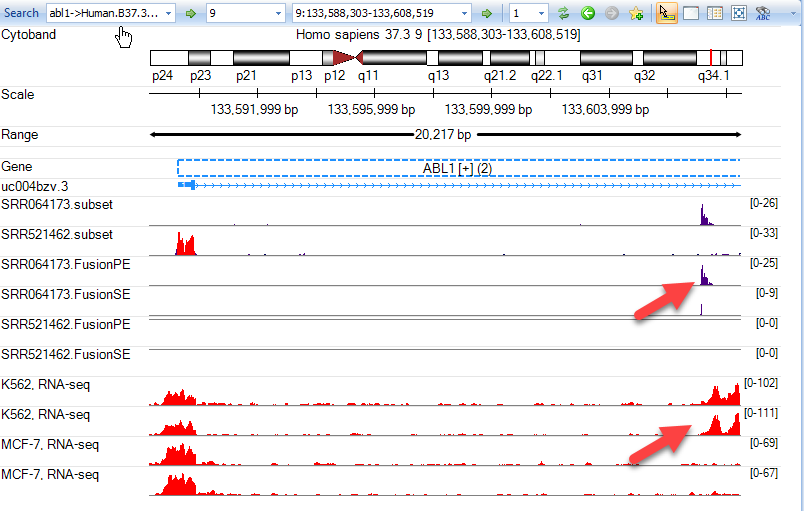 Search abl1->Human.B37.3... 9 9:133,588,303-133,608,519 1 ABC
Cytoband Homo sapiens 37.3 9 [133,588,303-133,608,519]
p24 p23 p21 p13 p12 q11 q13 q21.2 q22.1 q31 q32 q34.1
Scale
133,591,999 bp 133,595,999 bp 133,599,999 bp 133,603,999 bp
Range 20,217 bp
Gene ABL1 [+] (2)
uc004bzv.3
SRR064173.subset [0-26]
SRR521462.subset [0-33]
SRR064173.FusionPE [0-25]
SRR064173.FusionSE [0-9]
SRR521462.FusionPE [0-0]
SRR521462.FusionSE [0-0]
K562, RNA-seq [0-102]
K562, RNA-seq [0-111]
MCF-7, RNA-seq [0-69]
MCF-7, RNA-seq [0-67]